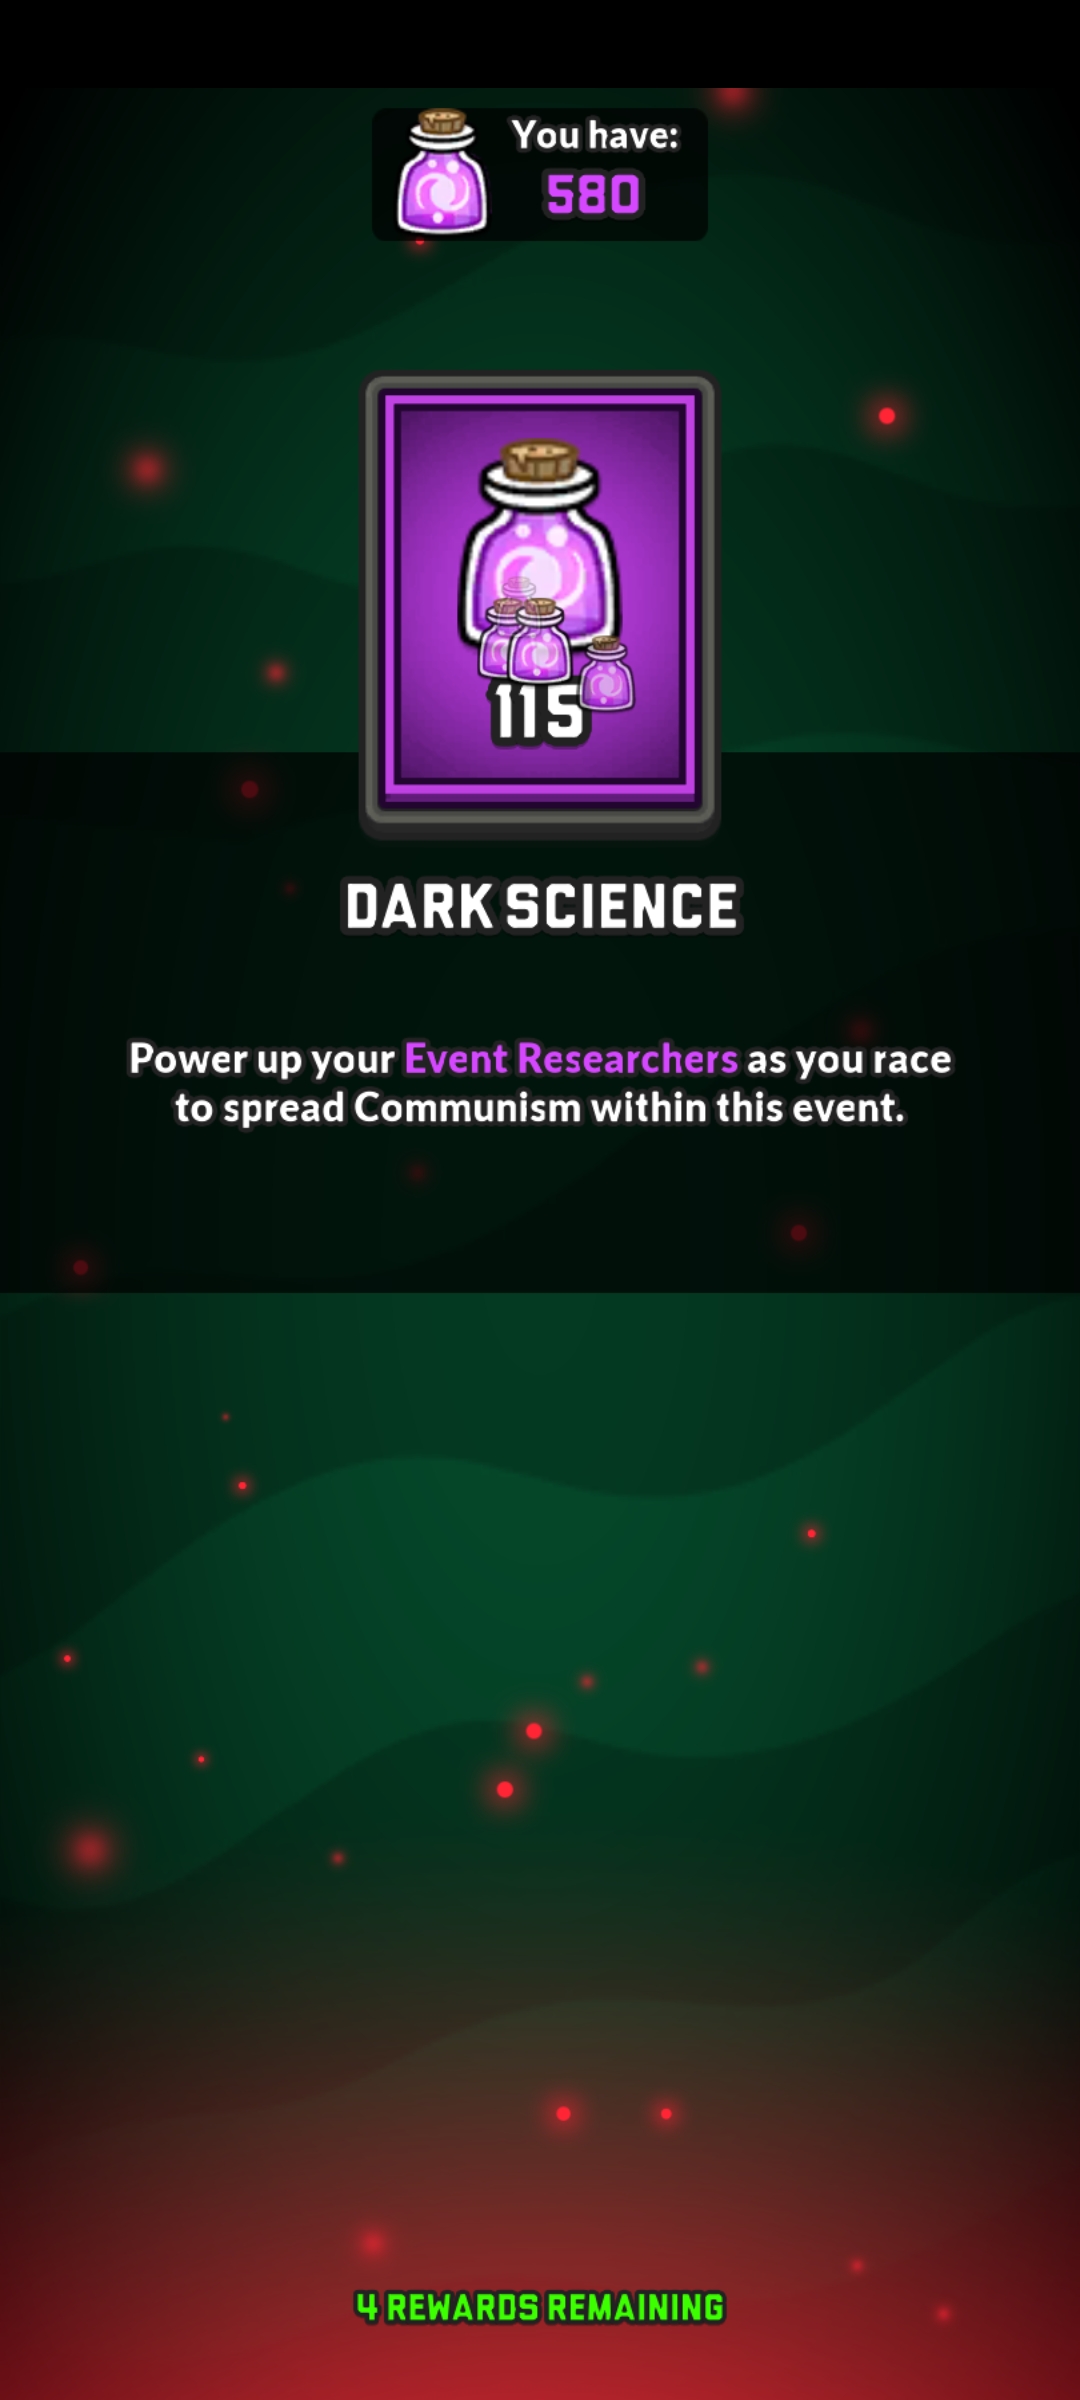 You have:
580
115
DARK SCIENCE
Power up your Event Researchers as you race
to spread Communism within this event.
4 REWARDS REMAINING